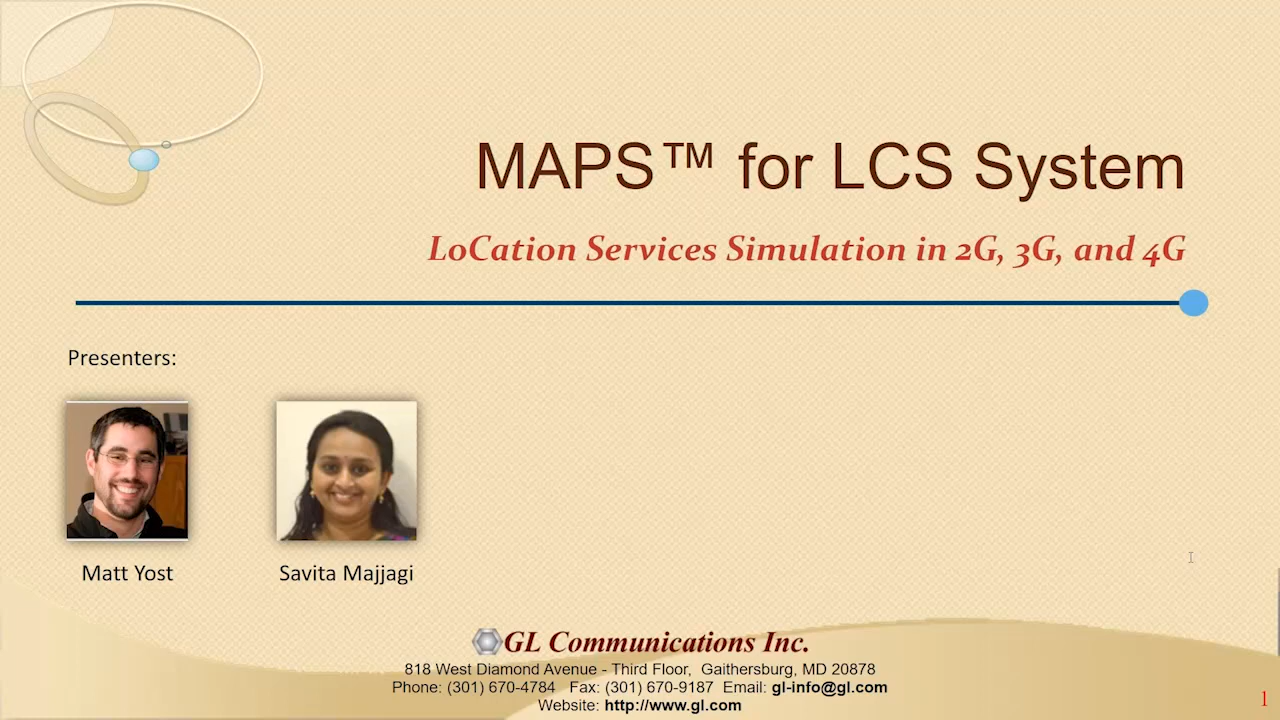 MAPS™ for LCS System
LoCation Services Simulation in 2G, 3G, and 4G
Presenters:
Matt Yost
Savita Majjagi
GL Communications Inc.
818 West Diamond Avenue - Third Floor, Gaithersburg, MD 20878
Phone: (301) 670-4784 Fax: (301) 670-9187 Email: gl-info@gl.com
Website: http://www.gl.com
1